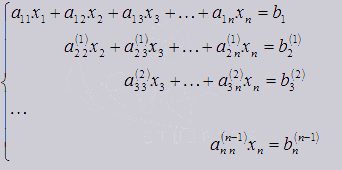 a₁₁x₁ + a₁₂x₂ + a₁₃x₃ + … + a₁ₙxₙ = b₁
a₂₂⁽¹⁾x₂ + a₂₃⁽¹⁾x₃ + … + a₂ₙ⁽¹⁾xₙ = b₂⁽¹⁾
a₃₃⁽²⁾x₃ + … + a₃ₙ⁽²⁾xₙ = b₃⁽²⁾
…
aₙₙ⁽ⁿ⁻¹⁾xₙ = bₙ⁽ⁿ⁻¹⁾